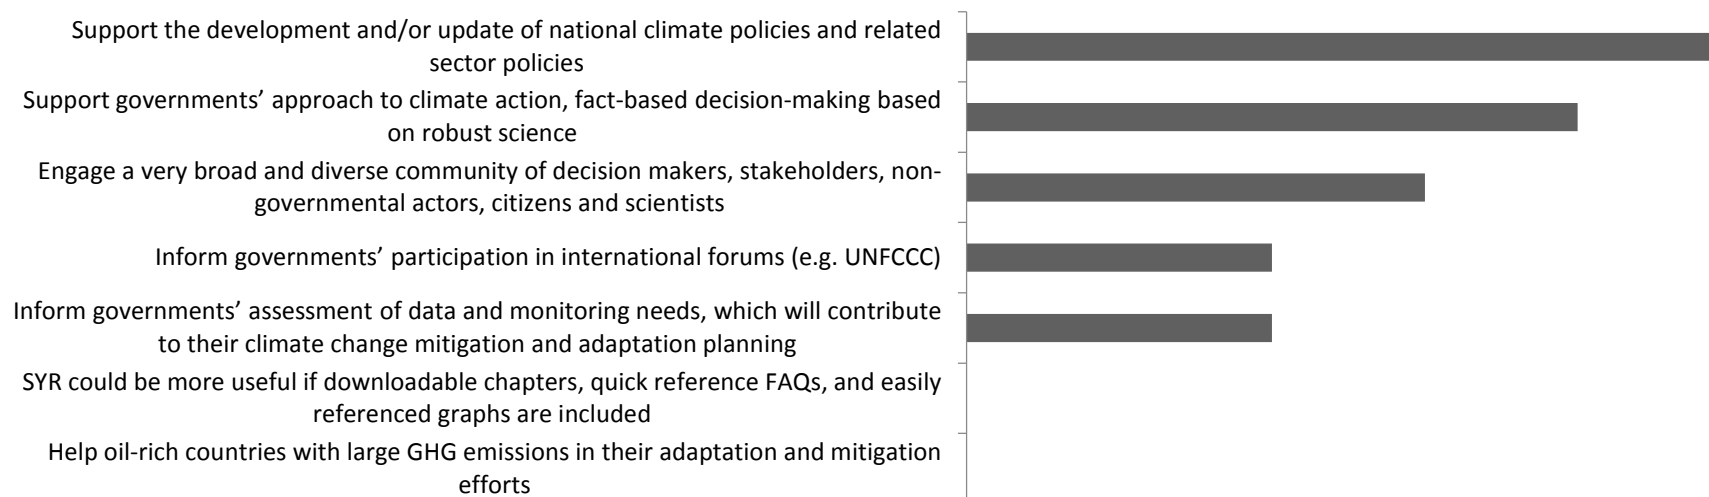 Support the development and/or update of national climate policies and related
sector policies
Support governments’ approach to climate action, fact-based decision-making based
on robust science
Engage a very broad and diverse community of decision makers, stakeholders, non-
governmental actors, citizens and scientists
Inform governments’ participation in international forums (e.g. UNFCCC)
Inform governments’ assessment of data and monitoring needs, which will contribute
to their climate change mitigation and adaptation planning
SYR could be more useful if downloadable chapters, quick reference FAQs, and easily
referenced graphs are included
Help oil-rich countries with large GHG emissions in their adaptation and mitigation
efforts